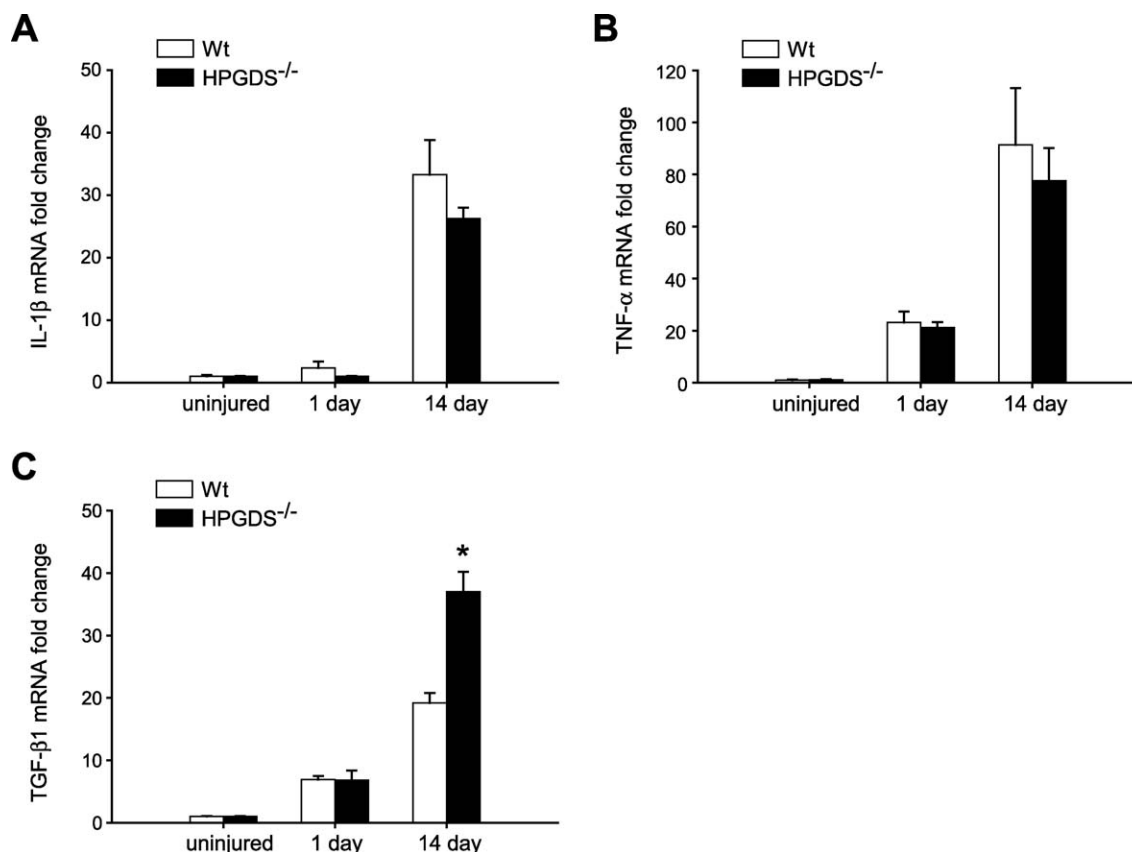 A
Wt
HPGDS-/-
IL-1β mRNA fold change
50
40
30
20
10
0
uninjured 1 day 14 day
B
Wt
HPGDS-/-
TNF-α mRNA fold change
120
100
80
60
40
20
0
uninjured 1 day 14 day
C
Wt
HPGDS-/-
TGF-β1 mRNA fold change
50
40
30
20
10
0
*
uninjured 1 day 14 day